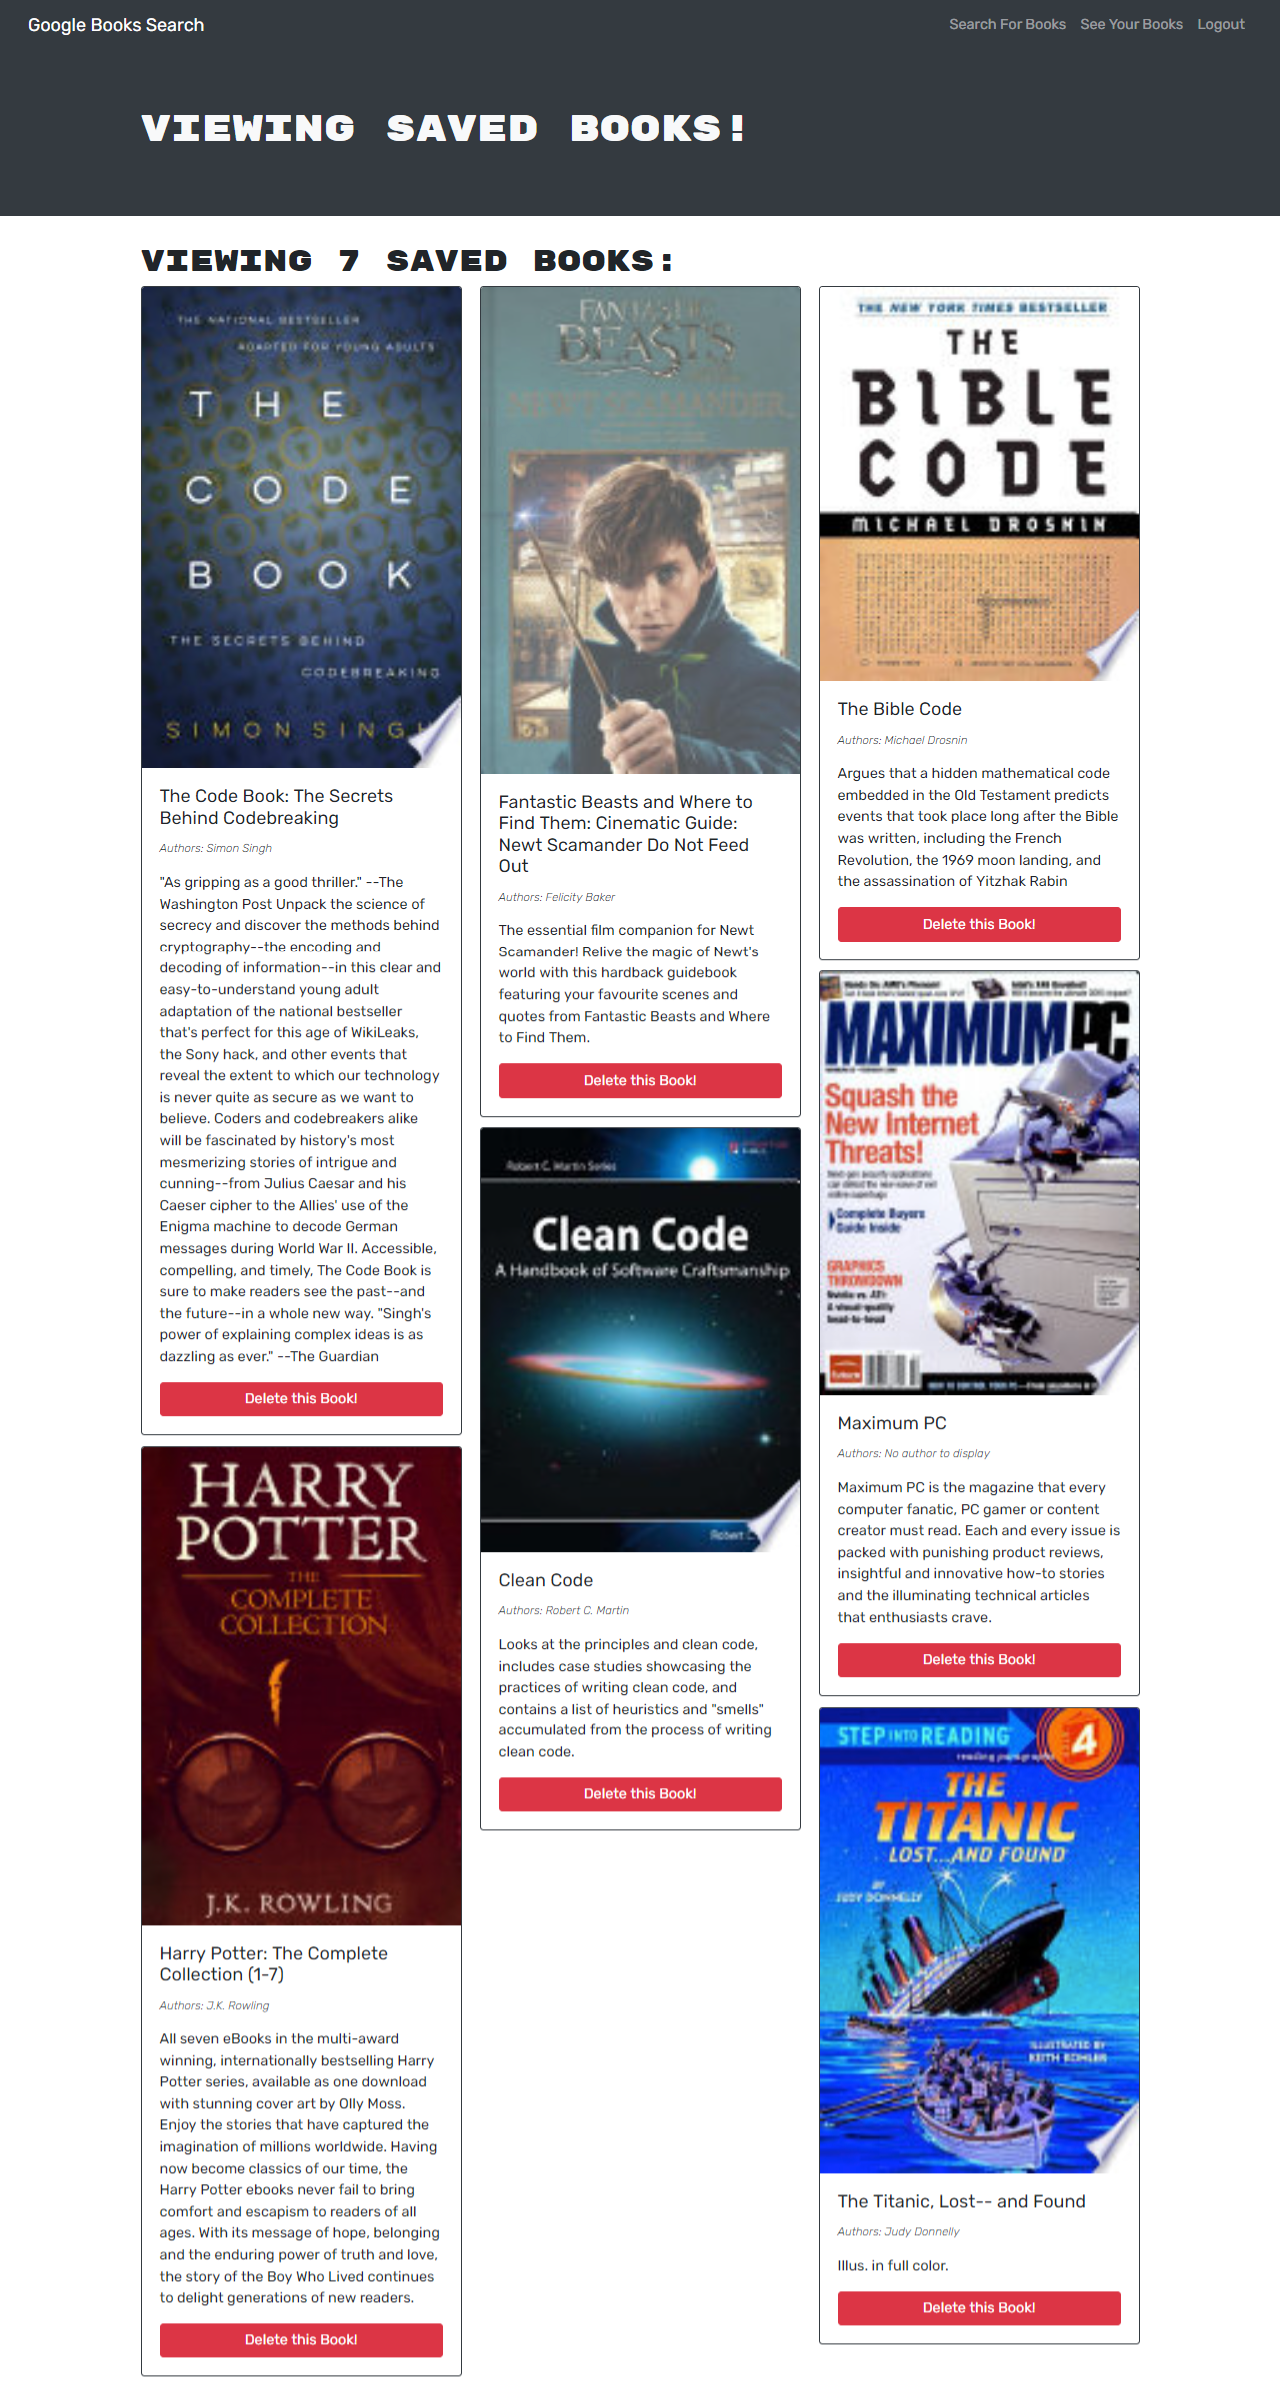 Google Books Search
Search For Books
See Your Books
Logout
VIEWING SAVED BOOKS!
VIEWING 7 SAVED BOOKS:
THE NATIONAL BESTSELLER
ADAPTED FOR YOUNG ADULTS
THE
CODE
BOOK
THE SECRETS BEHIND
CODEBREAKING
SIMON SINGH
The Code Book: The Secrets
Behind Codebreaking
Authors: Simon Singh
"As gripping as a good thriller." --The
Washington Post Unpack the science of
secrecy and discover the methods behind
cryptography--the encoding and
decoding of information--in this clear and
easy-to-understand young adult
adaptation of the national bestseller
that's perfect for this age of WikiLeaks,
the Sony hack, and other events that
reveal the extent to which our technology
is never quite as secure as we want to
believe. Coders and codebreakers alike
will be fascinated by history's most
mesmerizing stories of intrigue and
cunning--from Julius Caesar and his
Caeser cipher to the Allies' use of the
Enigma machine to decode German
messages during World War II. Accessible,
compelling, and timely, The Code Book is
sure to make readers see the past--and
the future--in a whole new way. "Singh's
power of explaining complex ideas is as
dazzling as ever." --The Guardian
Delete this Book!
HARRY
POTTER
THE
COMPLETE
COLLECTION
J.K. ROWLING
Harry Potter: The Complete
Collection (1-7)
Authors: J.K. Rowling
All seven eBooks in the multi-award
winning, internationally bestselling Harry
Potter series, available as one download
with stunning cover art by Olly Moss.
Enjoy the stories that have captured the
imagination of millions worldwide. Having
now become classics of our time, the
Harry Potter ebooks never fail to bring
comfort and escapism to readers of all
ages. With its message of hope, belonging
and the enduring power of truth and love,
the story of the Boy Who Lived continues
to delight generations of new readers.
Delete this Book!
FANTASTIC
BEASTS
NEWT SCAMANDER
Fantastic Beasts and Where to
Find Them: Cinematic Guide:
Newt Scamander Do Not Feed
Out
Authors: Felicity Baker
The essential film companion for Newt
Scamander! Relive the magic of Newt's
world with this hardback guidebook
featuring your favourite scenes and
quotes from Fantastic Beasts and Where
to Find Them.
Delete this Book!
Robert C. Martin Series
Clean Code
A Handbook of Software Craftsmanship
Robert C.
Clean Code
Authors: Robert C. Martin
Looks at the principles and clean code,
includes case studies showcasing the
practices of writing clean code, and
contains a list of heuristics and "smells"
accumulated from the process of writing
clean code.
Delete this Book!
THE NEW YORK TIMES BESTSELLER
THE
BIBLE
CODE
MICHAEL DROSNIN
The Bible Code
Authors: Michael Drosnin
Argues that a hidden mathematical code
embedded in the Old Testament predicts
events that took place long after the Bible
was written, including the French
Revolution, the 1969 moon landing, and
the assassination of Yitzhak Rabin
Delete this Book!
MAXIMUM PC
Squash the
New Internet
Threats!
Complete Buyers
Guide Inside
GRAPHICS
THROWDOWN
Nvidia vs. ATI:
A visual-quality
head-to-head
Maximum PC
Authors: No author to display
Maximum PC is the magazine that every
computer fanatic, PC gamer or content
creator must read. Each and every issue is
packed with punishing product reviews,
insightful and innovative how-to stories
and the illuminating technical articles
that enthusiasts crave.
Delete this Book!
STEP INTO READING
4
reading paragraphs
THE
TITANIC
LOST...AND FOUND
BY
JUDY DONNELLY
ILLUSTRATED BY
KEITH KOHLER
The Titanic, Lost-- and Found
Authors: Judy Donnelly
Illus. in full color.
Delete this Book!